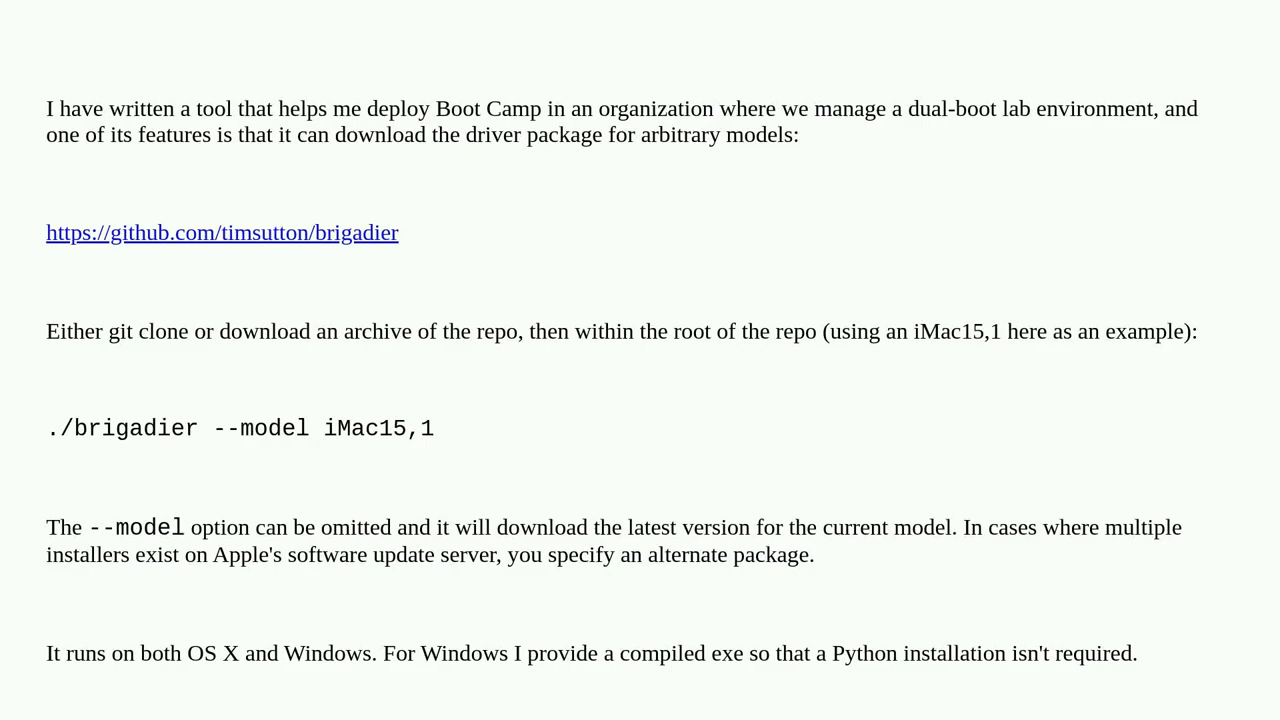 I have written a tool that helps me deploy Boot Camp in an organization where we manage a dual-boot lab environment, and
one of its features is that it can download the driver package for arbitrary models:
https://github.com/timsutton/brigadier
Either git clone or download an archive of the repo, then within the root of the repo (using an iMac15,1 here as an example):
./brigadier --model iMac15,1
The --model option can be omitted and it will download the latest version for the current model. In cases where multiple
installers exist on Apple's software update server, you specify an alternate package.
It runs on both OS X and Windows. For Windows I provide a compiled exe so that a Python installation isn't required.